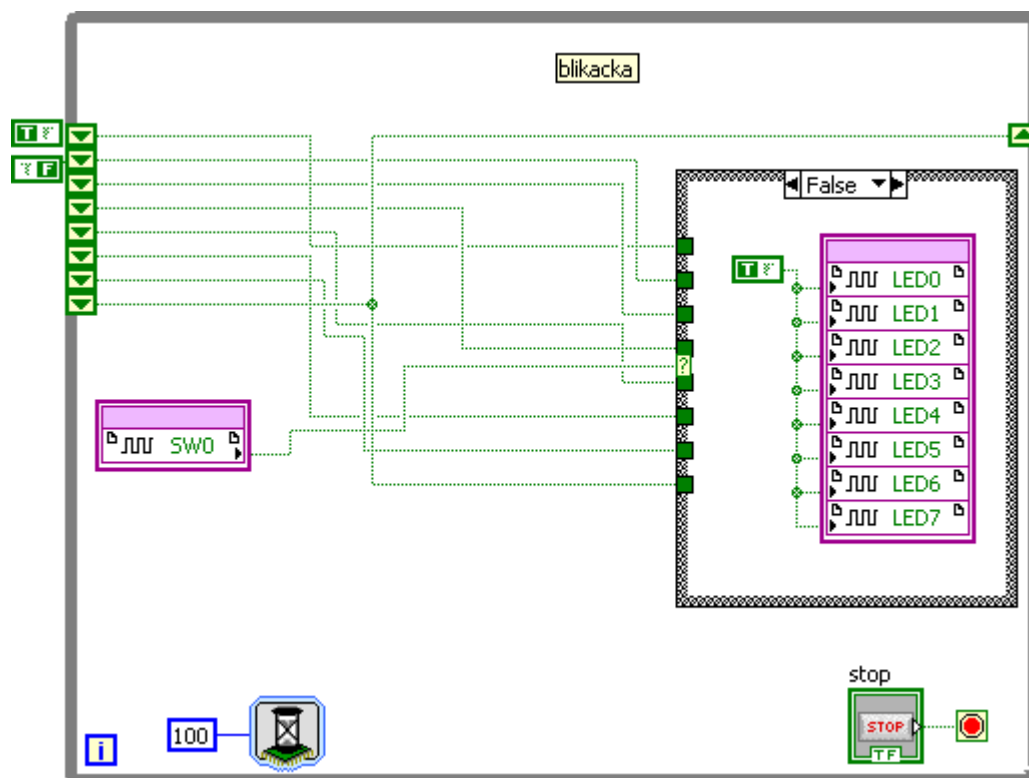 blikacka
T
F
False
?
T
LED0
LED1
LED2
LED3
LED4
LED5
LED6
LED7
SW0
stop
STOP
TF
100
i